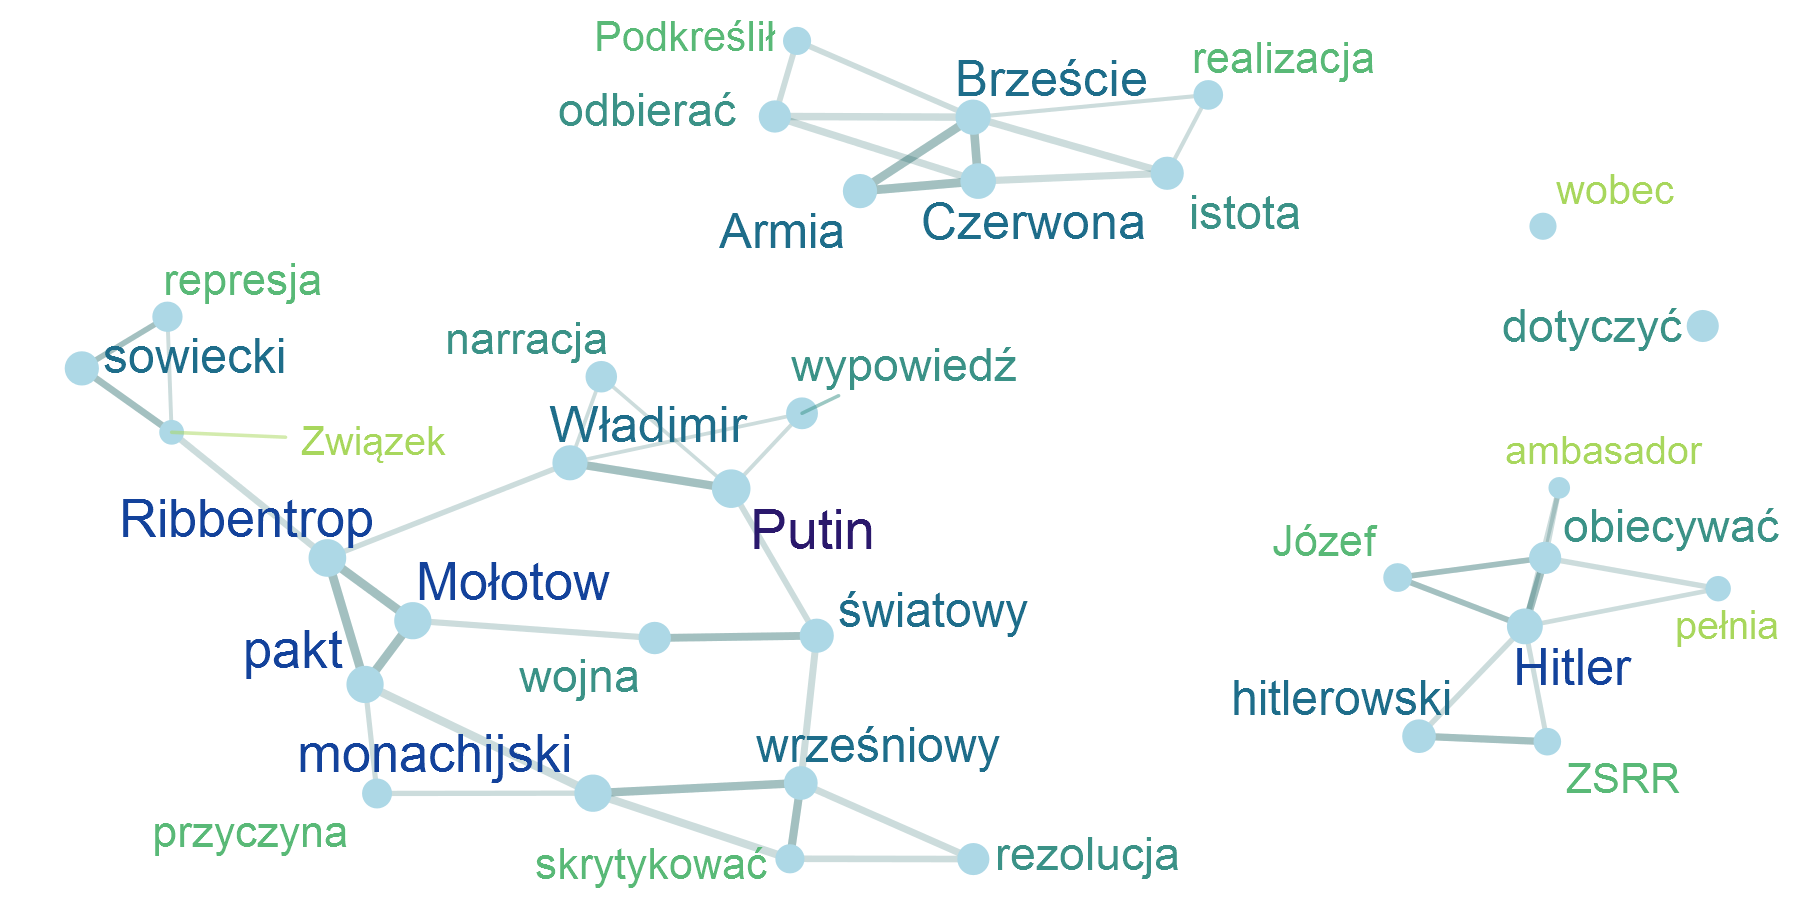 Podkreślił
realizacja
Brzeście
odbierać
wobec
istota
Armia
Czerwona
represja
dotyczyć
narracja
sowiecki
wypowiedź
Władimir
Związek
ambasador
Ribbentrop
Putin
obiecywać
Józef
Mołotow
światowy
pełnia
pakt
wojna
Hitler
hitlerowski
monachijski
wrześniowy
ZSRR
przyczyna
skrytykować
rezolucja